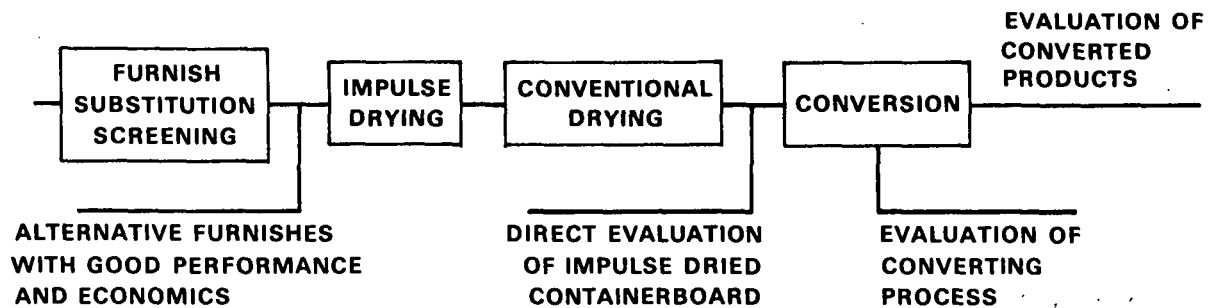 EVALUATION OF
CONVERTED
PRODUCTS
FURNISH
SUBSTITUTION
SCREENING
IMPULSE
DRYING
CONVENTIONAL
DRYING
CONVERSION
ALTERNATIVE FURNISHES
WITH GOOD PERFORMANCE
AND ECONOMICS
DIRECT EVALUATION
OF IMPULSE DRIED
CONTAINERBOARD
EVALUATION OF
CONVERTING
PROCESS